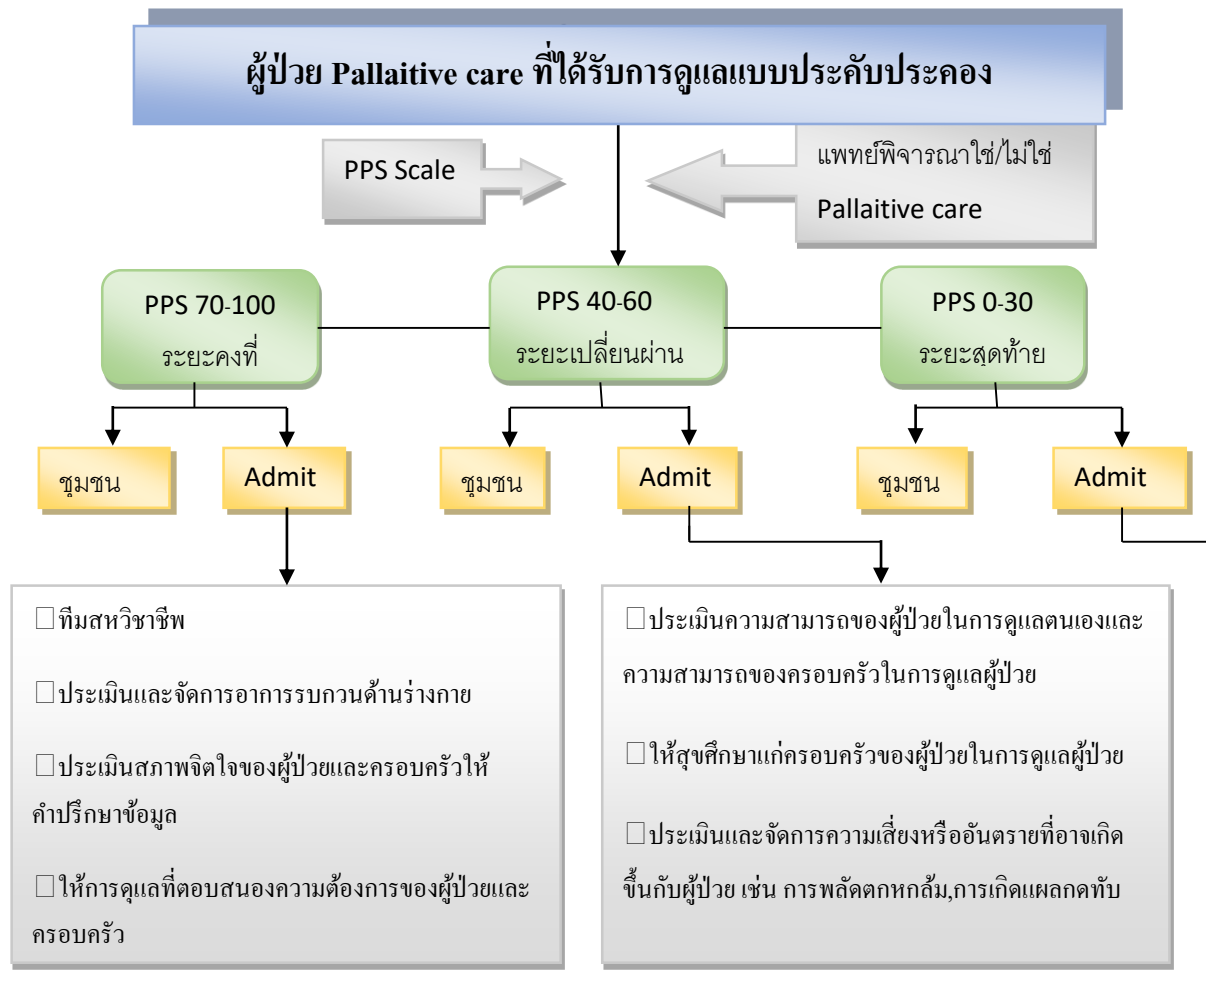 ผู้ป่วย Pallaitive care ที่ได้รับการดูแลแบบประคับประคอง
PPS Scale
แพทย์พิจารณาใช่/ไม่ใช่
Pallaitive care
PPS 70-100
ระยะคงที่
PPS 40-60
ระยะเปลี่ยนผ่าน
PPS 0-30
ระยะสุดท้าย
ชุมชน
Admit
ชุมชน
Admit
ชุมชน
Admit
□ทีมสหวิชาชีพ
□ประเมินและจัดการอาการรบกวนด้านร่างกาย
□ประเมินสภาพจิตใจของผู้ป่วยและครอบครัวให้
คำปรึกษาข้อมูล
□ให้การดูแลที่ตอบสนองความต้องการของผู้ป่วยและ
ครอบครัว
□ประเมินความสามารถของผู้ป่วยในการดูแลตนเองและ
ความสามารถของครอบครัวในการดูแลผู้ป่วย
□ให้สุขศึกษาแก่ครอบครัวของผู้ป่วยในการดูแลผู้ป่วย
□ประเมินและจัดการความเสี่ยงหรืออันตรายที่อาจเกิด
ขึ้นกับผู้ป่วย เช่น การพลัดตกหกล้ม,การเกิดแผลกดทับ